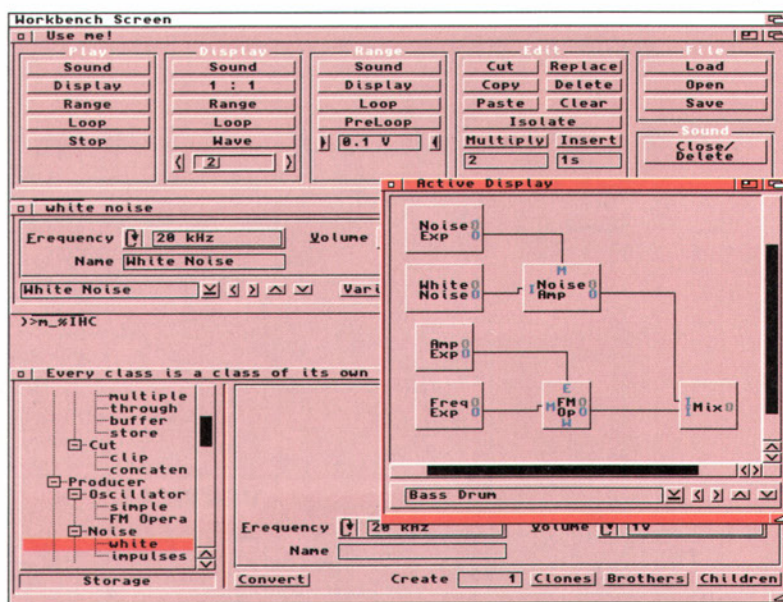 Workbench Screen
Use me!
Play
Sound
Display
Range
Loop
Stop
Display
Sound
1 : 1
Range
Loop
Wave
2
Range
Sound
Display
Loop
PreLoop
0.1 V
Edit
Cut Replace
Copy Delete
Paste Clear
Isolate
Multiply Insert
2 1s
File
Load
Open
Save
Sound
Close/
Delete
white noise
Frequency 20 kHz Volume
Name White Noise
White Noise Vari
>>m_%IHC
Active Display
Noise O
Exp O
White O
Noise O
M
I Noise O
Amp O
Amp O
Exp O
Freq O
Exp O
E
M FM O
Op O
W
I
I Mix O
Bass Drum
Every class is a class of its own
multiple
through
buffer
store
Cut
clip
concaten
Producer
Oscillator
simple
FM Opera
Noise
white
impulses
Storage
Frequency 20 kHz Volume 1V
Name
Convert Create 1 Clones Brothers Children